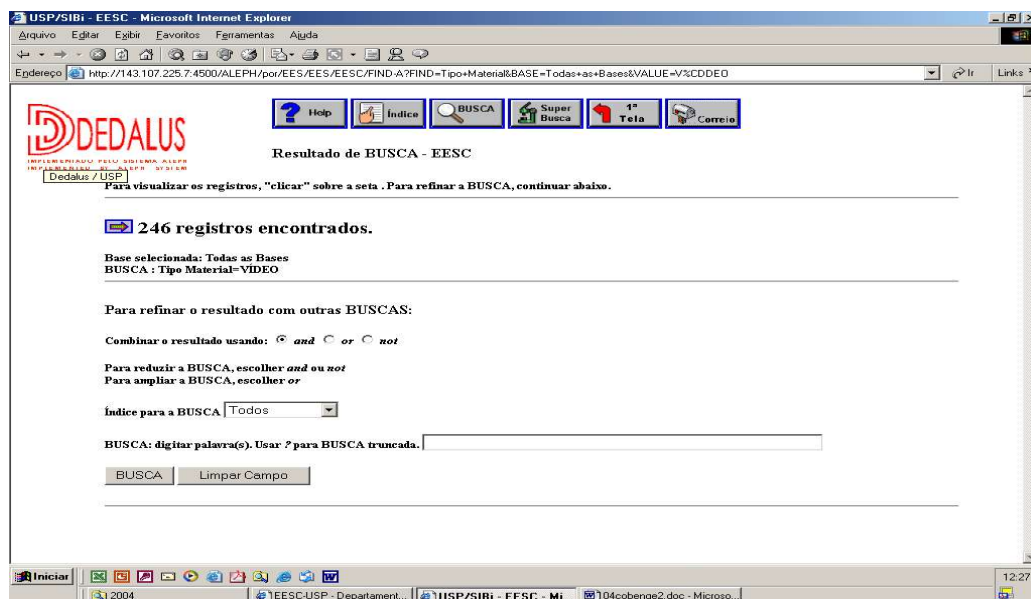 USP/SIBi - EESC - Microsoft Internet Explorer
Arquivo Editar Exibir Favoritos Ferramentas Ajuda
Endereço http://143.107.225.7:4500/ALEPH/por/EES/EES/EESC/FIND-A?FIND=Tipo+Material&BASE=Todas+as+Bases&VALUE=V%CDDEO Ir Links
Help Índice BUSCA Super Busca 1ª Tela Correio
DEDALUS
IMPLEMENTADO PELO SISTEMA ALEPH
IMPLEMENTED BY ALEPH SYSTEM
Resultado de BUSCA - EESC
Dedalus / USP
Para visualizar os registros, "clicar" sobre a seta . Para refinar a BUSCA, continuar abaixo.
246 registros encontrados.
Base selecionada: Todas as Bases
BUSCA : Tipo Material=VÍDEO
Para refinar o resultado com outras BUSCAS:
Combinar o resultado usando: and or not
Para reduzir a BUSCA, escolher and ou not
Para ampliar a BUSCA, escolher or
Índice para a BUSCA Todos
BUSCA: digitar palavra(s). Usar ? para BUSCA truncada.
BUSCA Limpar Campo
Iniciar 12:27
2004 EESC-USP - Departament... USP/SIBi - EESC - Mi... 04cobenge2.doc - Microso...